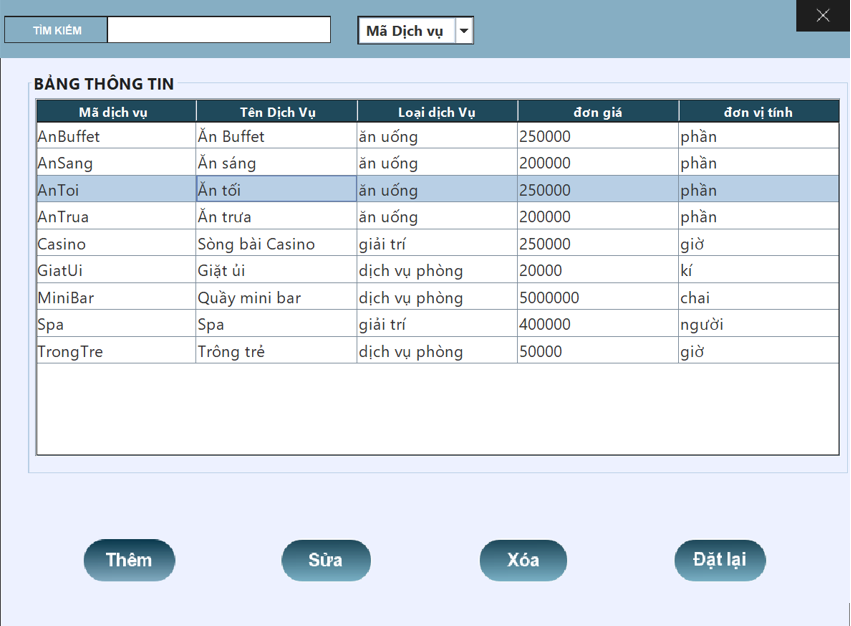 TÌM KIẾM Mã Dịch vụ
BẢNG THÔNG TIN
Mã dịch vụ Tên Dịch Vụ Loại dịch Vụ đơn giá đơn vị tính
AnBuffet Ăn Buffet ăn uống 250000 phần
AnSang Ăn sáng ăn uống 200000 phần
AnToi Ăn tối ăn uống 250000 phần
AnTrua Ăn trưa ăn uống 200000 phần
Casino Sòng bài Casino giải trí 250000 giờ
GiatUi Giặt ủi dịch vụ phòng 20000 kí
MiniBar Quầy mini bar dịch vụ phòng 5000000 chai
Spa Spa giải trí 400000 người
TrongTre Trông trẻ dịch vụ phòng 50000 giờ
Thêm Sửa Xóa Đặt lại